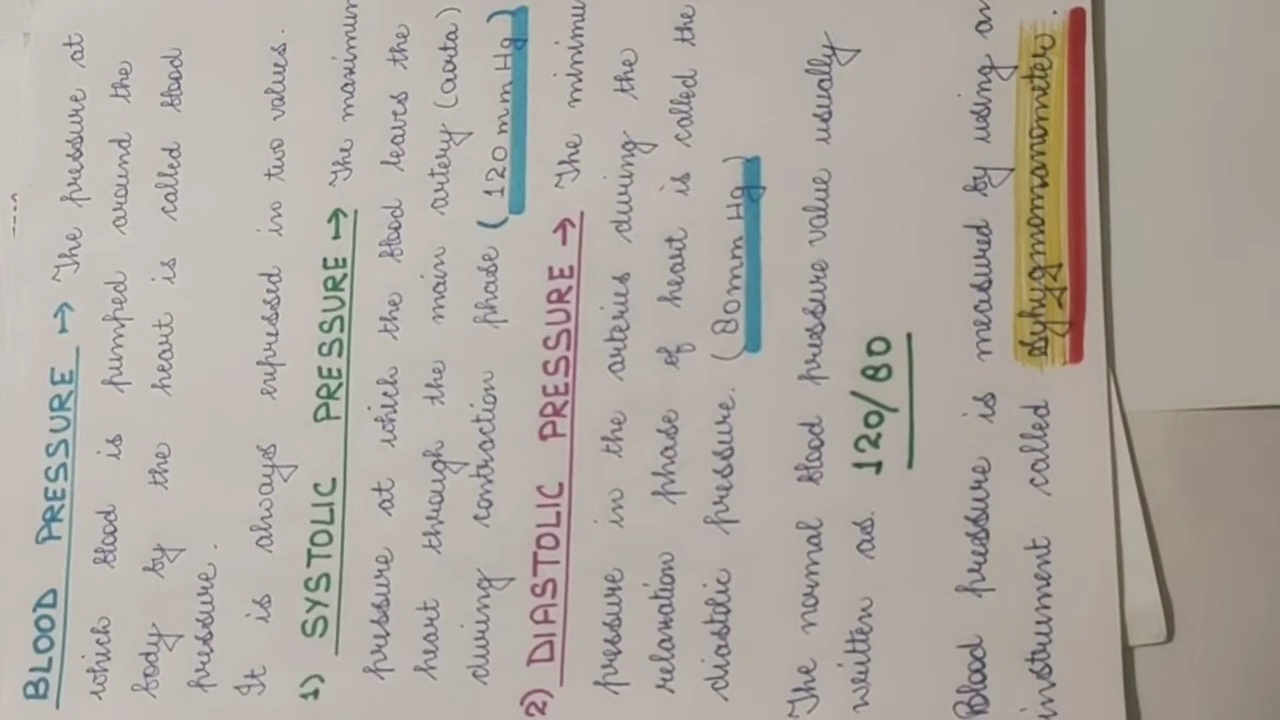 BLOOD PRESSURE → The pressure at
which blood is pumped around the
body by the heart is called blood
pressure.
It is always expressed in two values.
1) SYSTOLIC PRESSURE → The maximum
pressure at which the blood leaves the
heart through the main artery (aorta)
during contraction phase (120 mm Hg)
2) DIASTOLIC PRESSURE → The minimu
pressure in the arteries during the
relaxation phase of heart is called the
diastolic pressure. (80mm Hg)
The normal blood pressure value usually
written as. 120/80
Blood pressure is measured by using an
instrument called Sphygmomanometer.